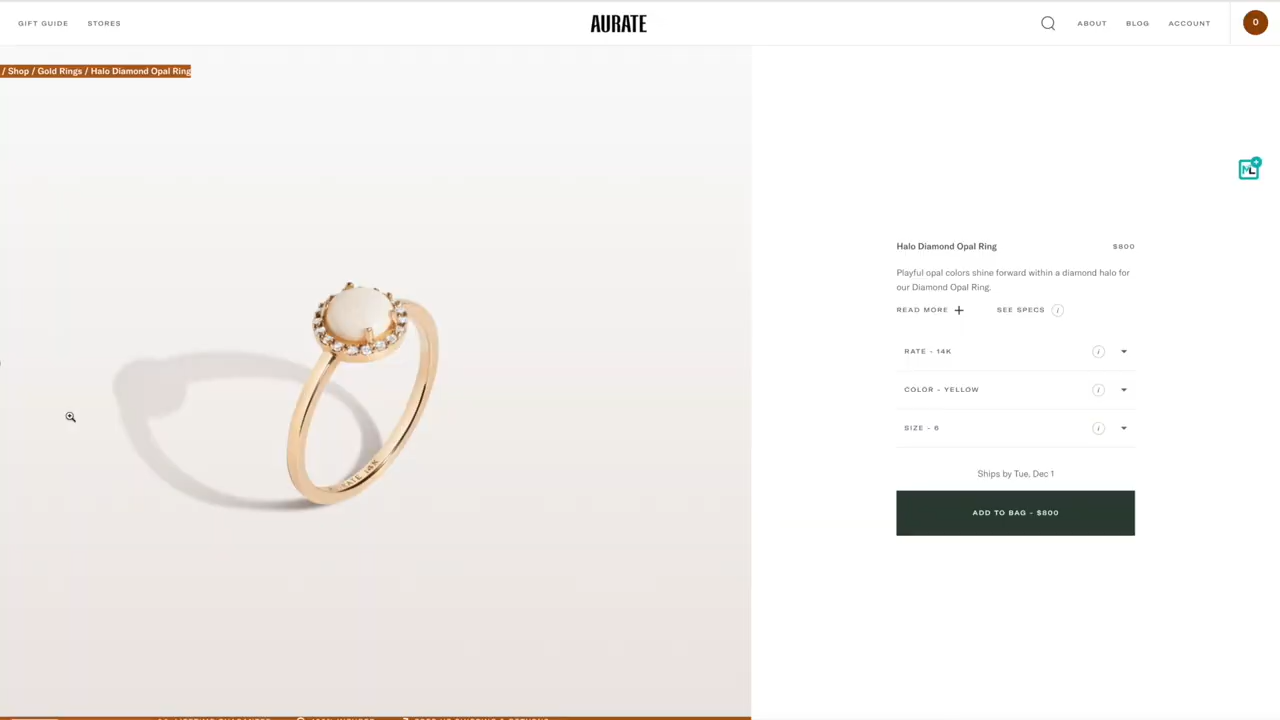 GIFT GUIDE STORES
AURATE
ABOUT BLOG ACCOUNT 0
/ Shop / Gold Rings / Halo Diamond Opal Ring
ML
Halo Diamond Opal Ring $800
Playful opal colors shine forward within a diamond halo for
our Diamond Opal Ring.
READ MORE + SEE SPECS i
RATE - 14K i
COLOR - YELLOW i
SIZE - 6 i
14K
Ships by Tue, Dec 1
ADD TO BAG - $800